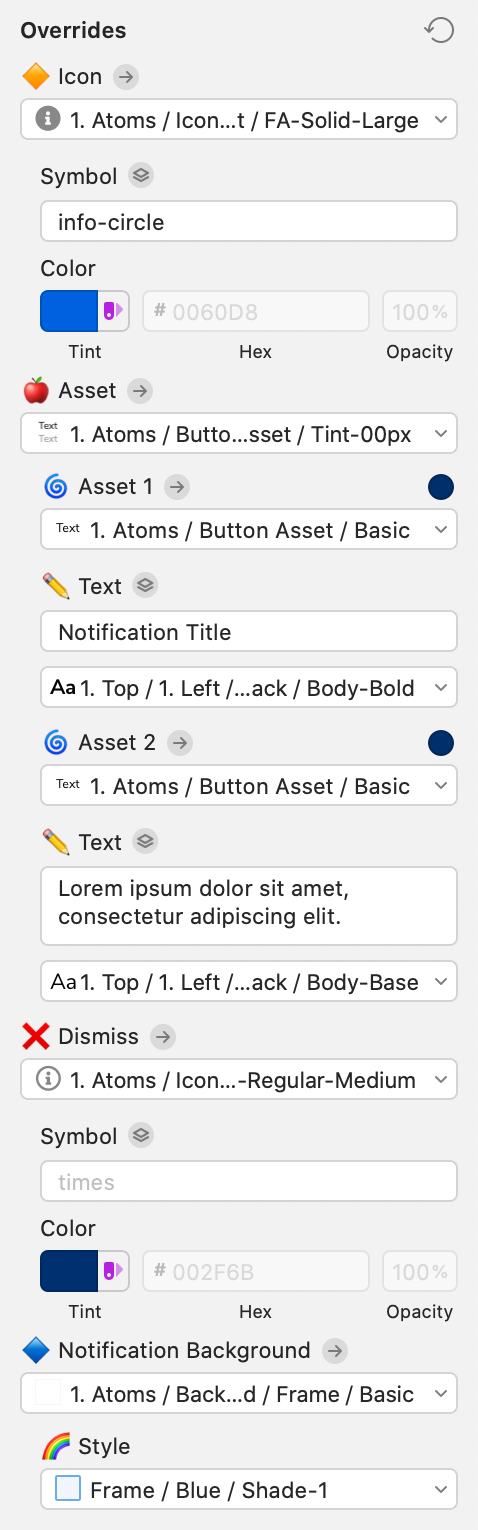 Overrides
Icon
1. Atoms / Icon...t / FA-Solid-Large
Symbol
info-circle
Color
# 0060D8
100%
Tint
Hex
Opacity
Asset
Text
Text
1. Atoms / Butto...sset / Tint-00px
Asset 1
Text
1. Atoms / Button Asset / Basic
Text
Notification Title
Aa 1. Top / 1. Left /...ack / Body-Bold
Asset 2
Text
1. Atoms / Button Asset / Basic
Text
Lorem ipsum dolor sit amet,
consectetur adipiscing elit.
Aa 1. Top / 1. Left /...ack / Body-Base
Dismiss
1. Atoms / Icon...-Regular-Medium
Symbol
times
Color
# 002F6B
100%
Tint
Hex
Opacity
Notification Background
1. Atoms / Back...d / Frame / Basic
Style
Frame / Blue / Shade-1